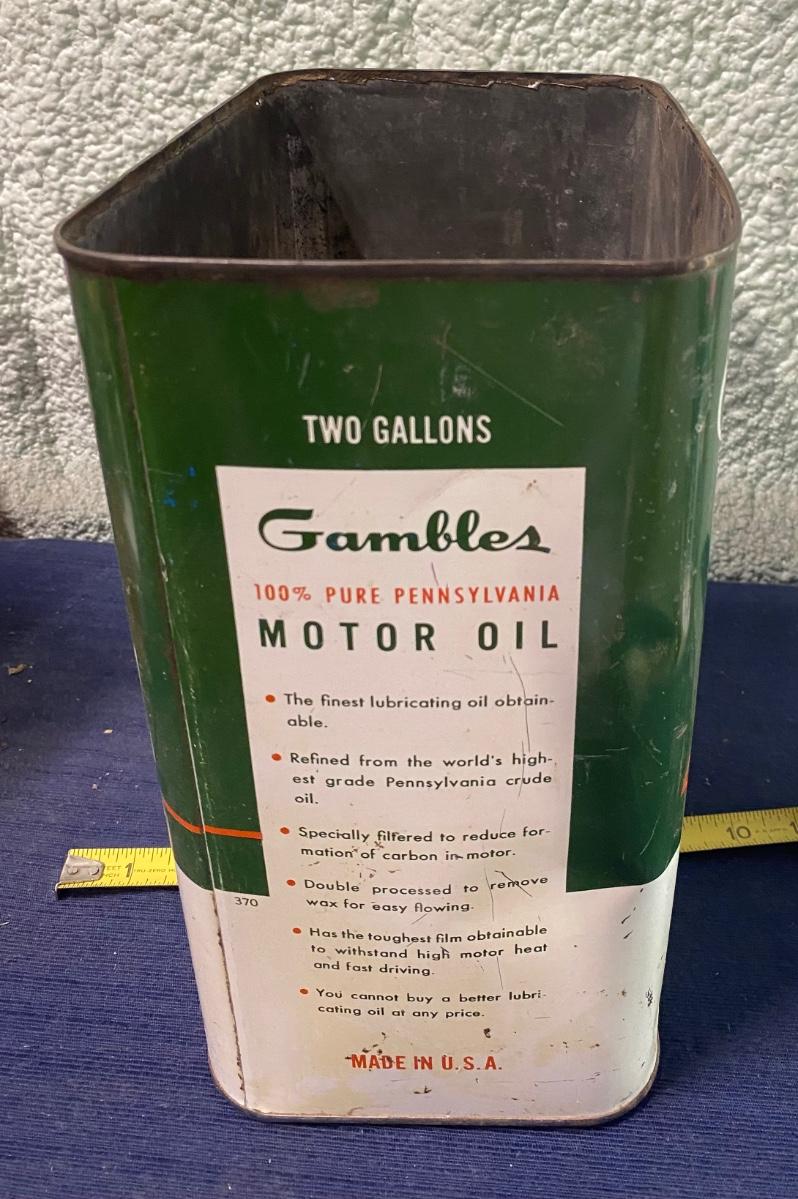 TWO GALLONS
Gambles
100% PURE PENNSYLVANIA
MOTOR OIL
• The finest lubricating oil obtain-
able.
• Refined from the world's high-
est grade Pennsylvania crude
oil.
• Specially filtered to reduce for-
mation of carbon in motor.
• Double processed to remove
wax for easy flowing.
370
• Has the toughest film obtainable
to withstand high motor heat
and fast driving.
• You cannot buy a better lubri-
cating oil at any price.
MADE IN U.S.A.
1
10